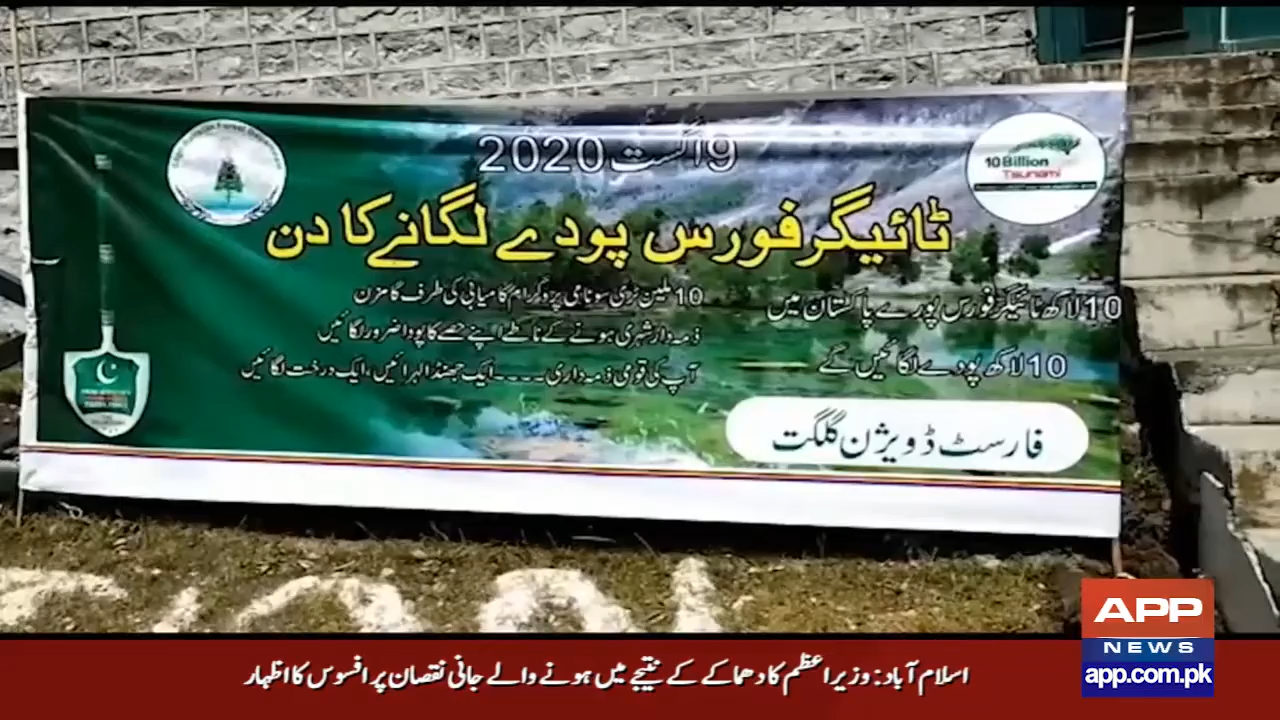 9 اگست 2020
10 Billion
Tsunami
ٹائیگر فورس پودے لگانے کا دن
10 لاکھ ٹائیگر فورس پورے پاکستان میں
10 لاکھ پودے لگائیں گے
10 بلین ٹری سونامی پروگرام کامیابی کی طرف گامزن
ذمہ دار شہری ہونے کے ناطے اپنے حصے کا پودا ضرور لگائیں
آپ کی قومی ذمہ داری ۔۔۔۔ ایک جھنڈا لہرائیں، ایک درخت لگائیں
فارسٹ ڈویژن گلگت
APP
NEWS
app.com.pk
اسلام آباد: وزیراعظم کا دھماکے کے نتیجے میں ہونے والے جانی نقصان پر افسوس کا اظہار